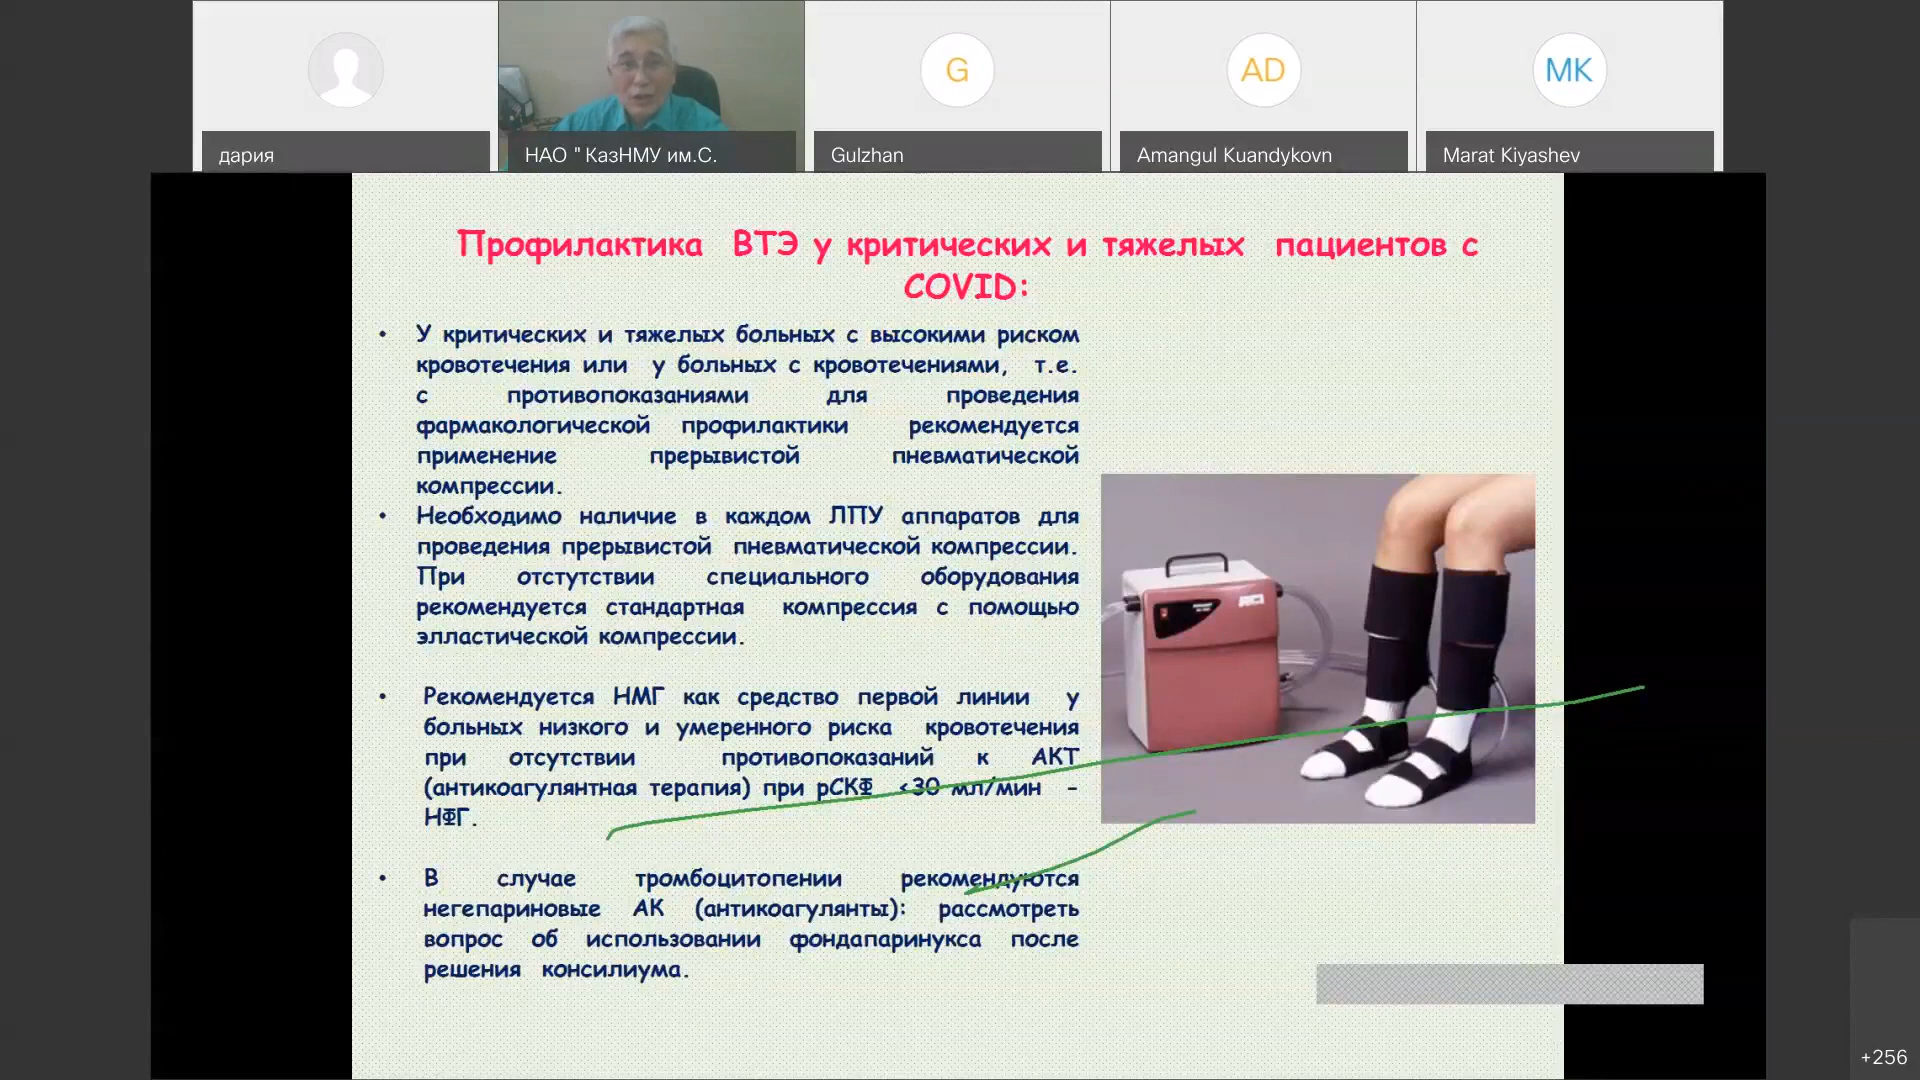 G
AD
MK
дария
НАО " КазНМУ им.С.
Gulzhan
Amangul Kuandykovn
Marat Kiyashev
Профилактика ВТЭ у критических и тяжелых пациентов с
COVID:
• У критических и тяжелых больных с высокими риском
кровотечения или у больных с кровотечениями, т.е.
с противопоказаниями для проведения
фармакологической профилактики рекомендуется
применение прерывистой пневматической
компрессии.
• Необходимо наличие в каждом ЛПУ аппаратов для
проведения прерывистой пневматической компрессии.
При отстутствии специального оборудования
рекомендуется стандартная компрессия с помощью
элластической компрессии.
• Рекомендуется НМГ как средство первой линии у
больных низкого и умеренного риска кровотечения
при отсутствии противопоказаний к АКТ
(антикоагулянтная терапия) при рСКФ <30 мл/мин -
НФГ.
• В случае тромбоцитопении рекомендуются
негепариновые АК (антикоагулянты): рассмотреть
вопрос об использовании фондапаринукса после
решения консилиума.
+256